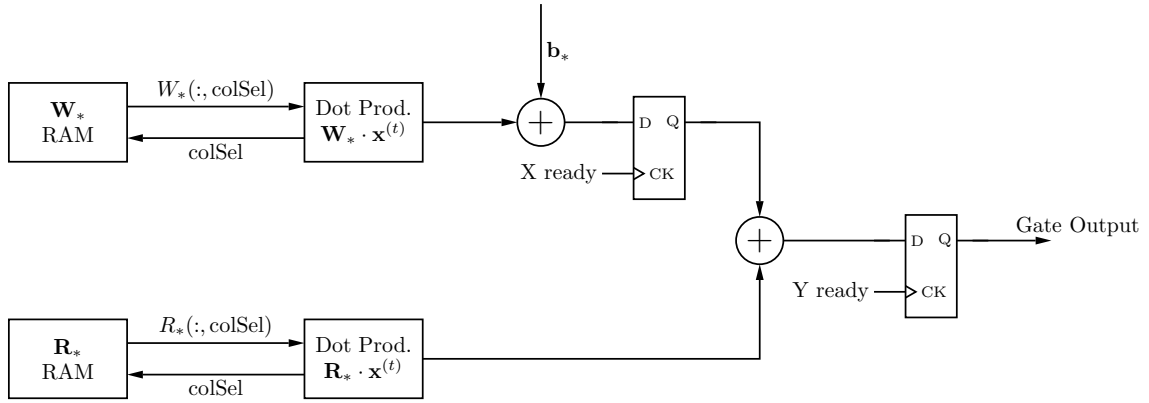 b*
W*
RAM
W*(:, colSel)
colSel
Dot Prod.
W* · x(t)
+
D Q
X ready
CK
+
D Q
Gate Output
Y ready
CK
R*
RAM
R*(:, colSel)
colSel
Dot Prod.
R* · x(t)